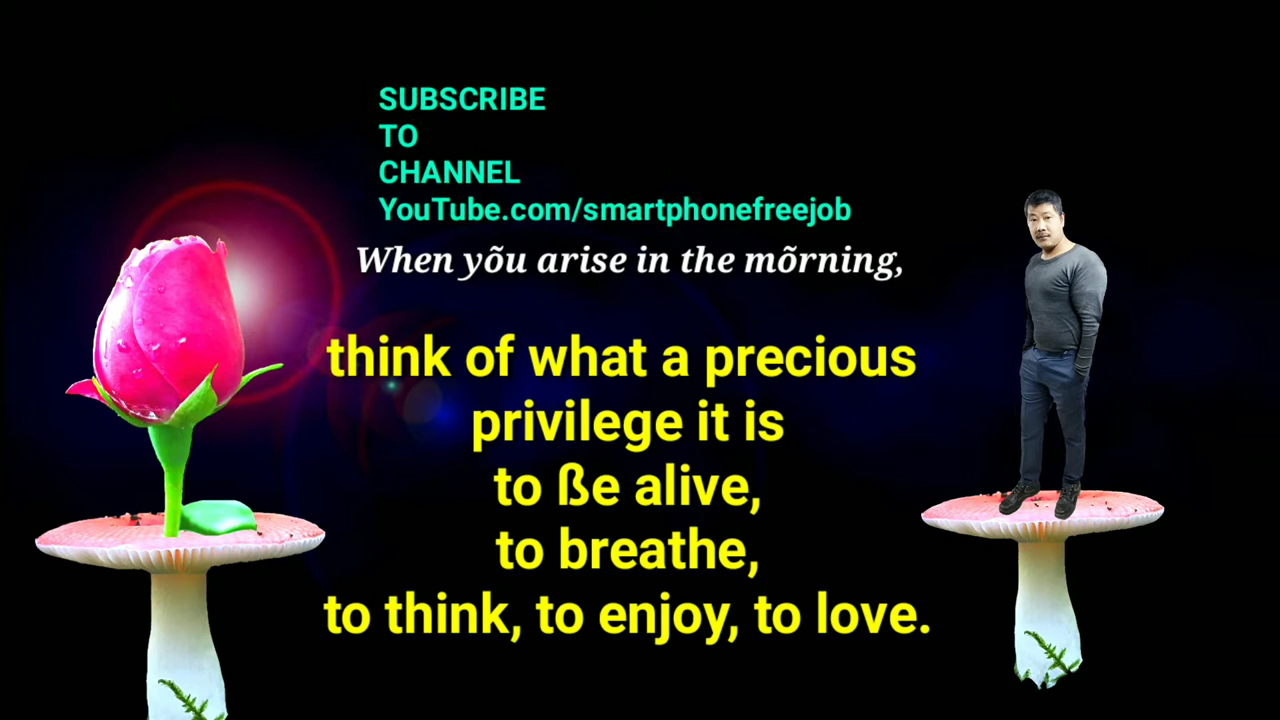 SUBSCRIBE
TO
CHANNEL
YouTube.com/smartphonefreejob
When yõu arise in the mõrning,
think of what a precious
privilege it is
to ße alive,
to breathe,
to think, to enjoy, to love.